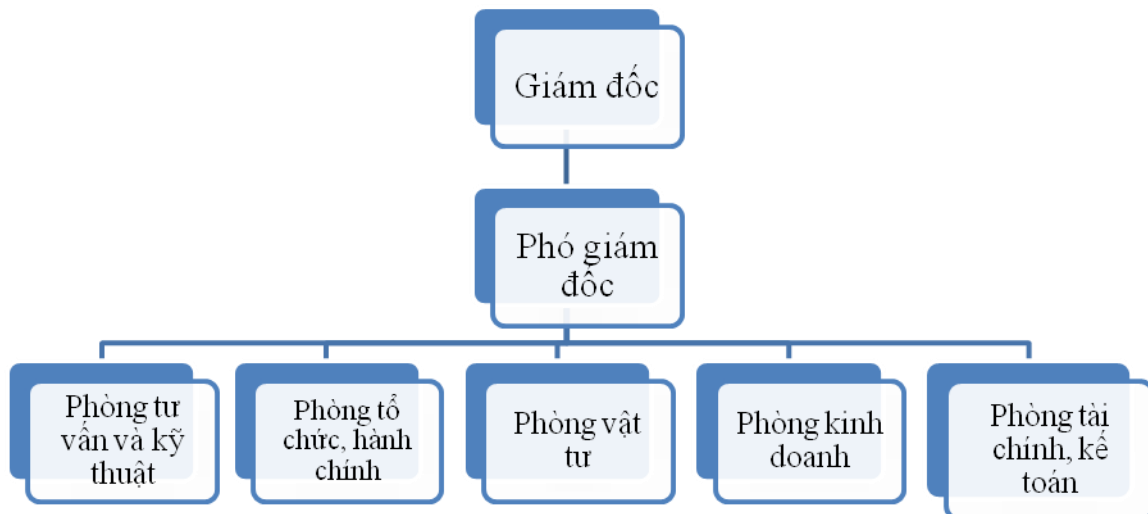 Giám đốc
Phó giám
đốc
Phòng tư
vấn và kỹ
thuật
Phòng tổ
chức, hành
chính
Phòng vật
tư
Phòng kinh
doanh
Phòng tài
chính, kế
toán